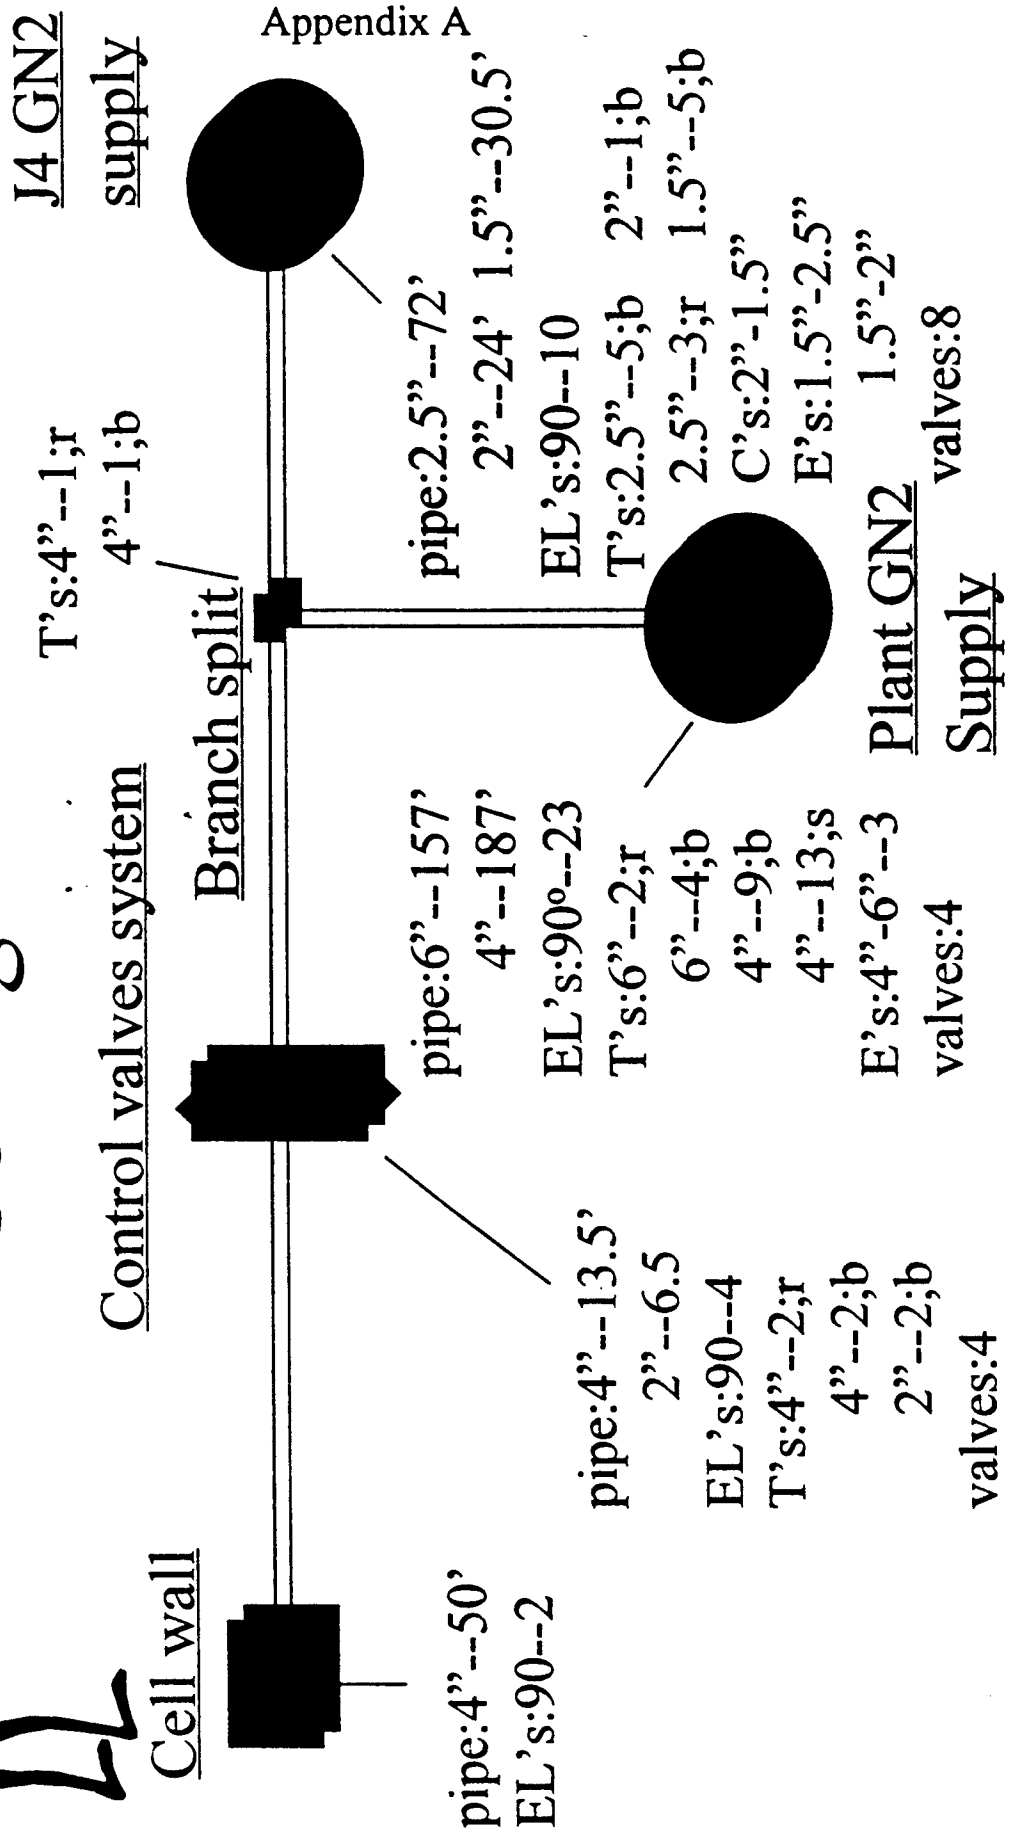 Appendix A
J4 GN2
supply
T's:4”--1;r
4”--1;b
Branch split
Control valves system
Cell wall
pipe:4”--50’
EL’s:90--2
pipe:4”--13.5’
2”--6.5
EL’s:90--4
T’s:4”--2;r
4”--2;b
2”--2;b
valves:4
pipe:6”--157’
4”--187’
EL’s:90º--23
T’s:6”--2;r
6”--4;b
4”--9;b
4”--13;s
E’s:4”-6”--3
valves:4
Plant GN2
Supply
pipe:2.5”--72’
2”--24’ 1.5”--30.5’
EL’s:90--10
T’s:2.5”--5;b 2”--1;b
2.5”--3;r 1.5”--5;b
C’s:2”-1.5”
E’s:1.5”-2.5”
1.5”-2”
valves:8